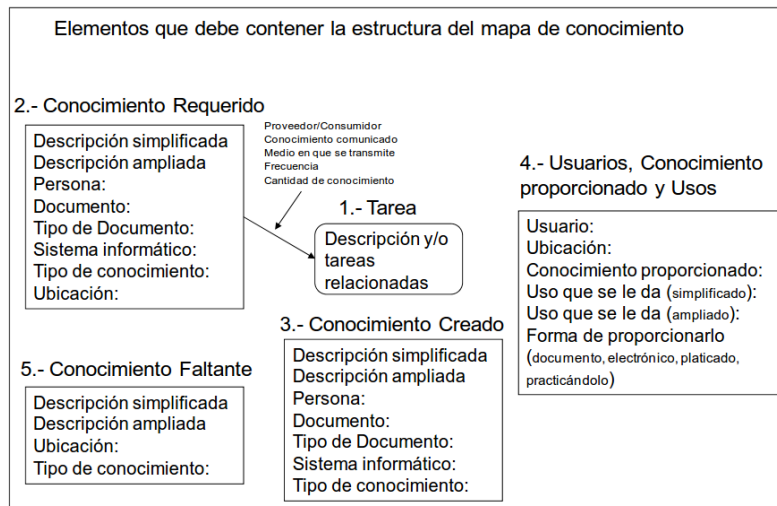 Elementos que debe contener la estructura del mapa de conocimiento
2.- Conocimiento Requerido
Descripción simplificada
Descripción ampliada
Persona:
Documento:
Tipo de Documento:
Sistema informático:
Tipo de conocimiento:
Ubicación:
Proveedor/Consumidor
Conocimiento comunicado
Medio en que se transmite
Frecuencia
Cantidad de conocimiento
1.- Tarea
Descripción y/o
tareas
relacionadas
4.- Usuarios, Conocimiento
proporcionado y Usos
Usuario:
Ubicación:
Conocimiento proporcionado:
Uso que se le da (simplificado):
Uso que se le da (ampliado):
Forma de proporcionarlo
(documento, electrónico, platicado,
practicándolo)
3.- Conocimiento Creado
Descripción simplificada
Descripción ampliada
Persona:
Documento:
Tipo de Documento:
Sistema informático:
Tipo de conocimiento:
5.- Conocimiento Faltante
Descripción simplificada
Descripción ampliada
Ubicación:
Tipo de conocimiento: